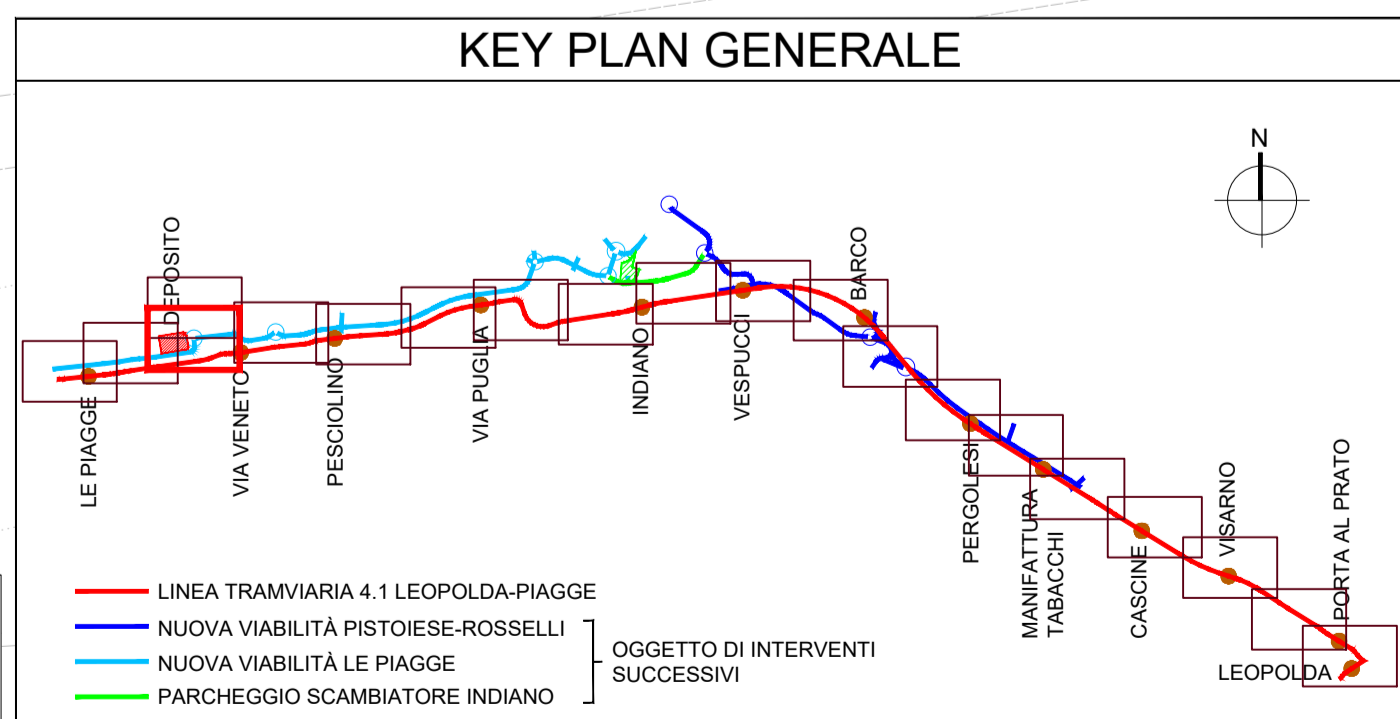 KEY PLAN GENERALE
N
DEPOSITO
BARCO
LE PIAGGE
VIA VENETO
PESCIOLINO
VIA PUGLIA
INDIANO
VESPUCCI
PERGOLESI
MANIFATTURA
TABACCHI
CASCINE
VISARNO
PORTA AL PRATO
LEOPOLDA
LINEA TRAMVIARIA 4.1 LEOPOLDA-PIAGGE
NUOVA VIABILITÀ PISTOIESE-ROSSELLI
NUOVA VIABILITÀ LE PIAGGE
PARCHEGGIO SCAMBIATORE INDIANO
OGGETTO DI INTERVENTI
SUCCESSIVI